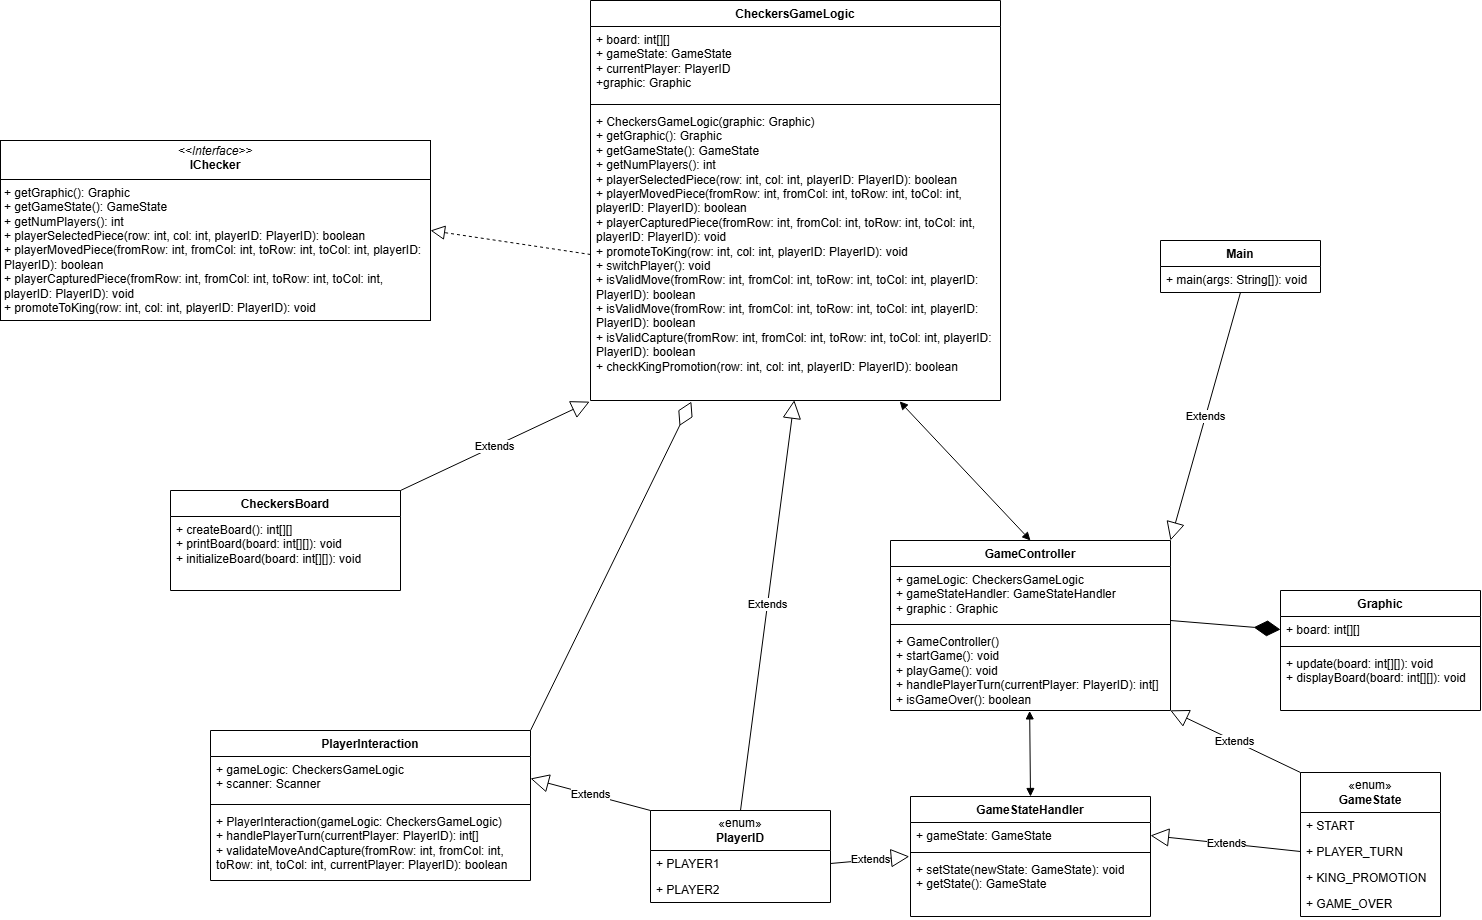 CheckersGameLogic
+ board: int[][]
+ gameState: GameState
+ currentPlayer: PlayerID
+graphic: Graphic
+ CheckersGameLogic(graphic: Graphic)
+ getGraphic(): Graphic
+ getGameState(): GameState
+ getNumPlayers(): int
+ playerSelectedPiece(row: int, col: int, playerID: PlayerID): boolean
+ playerMovedPiece(fromRow: int, fromCol: int, toRow: int, toCol: int,
playerID: PlayerID): boolean
+ playerCapturedPiece(fromRow: int, fromCol: int, toRow: int, toCol: int,
playerID: PlayerID): void
+ promoteToKing(row: int, col: int, playerID: PlayerID): void
+ switchPlayer(): void
+ isValidMove(fromRow: int, fromCol: int, toRow: int, toCol: int, playerID:
PlayerID): boolean
+ isValidMove(fromRow: int, fromCol: int, toRow: int, toCol: int, playerID:
PlayerID): boolean
+ isValidCapture(fromRow: int, fromCol: int, toRow: int, toCol: int, playerID:
PlayerID): boolean
+ checkKingPromotion(row: int, col: int, playerID: PlayerID): boolean
<<Interface>>
IChecker
+ getGraphic(): Graphic
+ getGameState(): GameState
+ getNumPlayers(): int
+ playerSelectedPiece(row: int, col: int, playerID: PlayerID): boolean
+ playerMovedPiece(fromRow: int, fromCol: int, toRow: int, toCol: int, playerID:
PlayerID): boolean
+ playerCapturedPiece(fromRow: int, fromCol: int, toRow: int, toCol: int,
playerID: PlayerID): void
+ promoteToKing(row: int, col: int, playerID: PlayerID): void
Main
+ main(args: String[]): void
Extends
Extends
CheckersBoard
+ createBoard(): int[][]
+ printBoard(board: int[][]): void
+ initializeBoard(board: int[][]): void
Extends
GameController
+ gameLogic: CheckersGameLogic
+ gameStateHandler: GameStateHandler
+ graphic : Graphic
+ GameController()
+ startGame(): void
+ playGame(): void
+ handlePlayerTurn(currentPlayer: PlayerID): int[]
+ isGameOver(): boolean
Graphic
+ board: int[][]
+ update(board: int[][]): void
+ displayBoard(board: int[][]): void
Extends
PlayerInteraction
+ gameLogic: CheckersGameLogic
+ scanner: Scanner
+ PlayerInteraction(gameLogic: CheckersGameLogic)
+ handlePlayerTurn(currentPlayer: PlayerID): int[]
+ validateMoveAndCapture(fromRow: int, fromCol: int,
toRow: int, toCol: int, currentPlayer: PlayerID): boolean
Extends
«enum»
PlayerID
+ PLAYER1
+ PLAYER2
Extends
GameStateHandler
+ gameState: GameState
+ setState(newState: GameState): void
+ getState(): GameState
Extends
«enum»
GameState
+ START
+ PLAYER_TURN
+ KING_PROMOTION
+ GAME_OVER